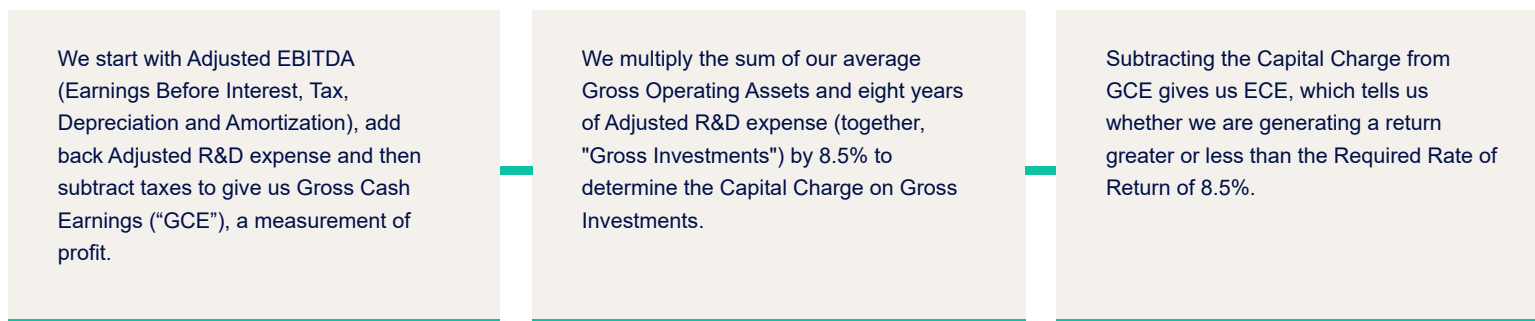 We start with Adjusted EBITDA
(Earnings Before Interest, Tax,
Depreciation and Amortization), add
back Adjusted R&D expense and then
subtract taxes to give us Gross Cash
Earnings (“GCE”), a measurement of
profit.
We multiply the sum of our average
Gross Operating Assets and eight years
of Adjusted R&D expense (together,
"Gross Investments") by 8.5% to
determine the Capital Charge on Gross
Investments.
Subtracting the Capital Charge from
GCE gives us ECE, which tells us
whether we are generating a return
greater or less than the Required Rate of
Return of 8.5%.